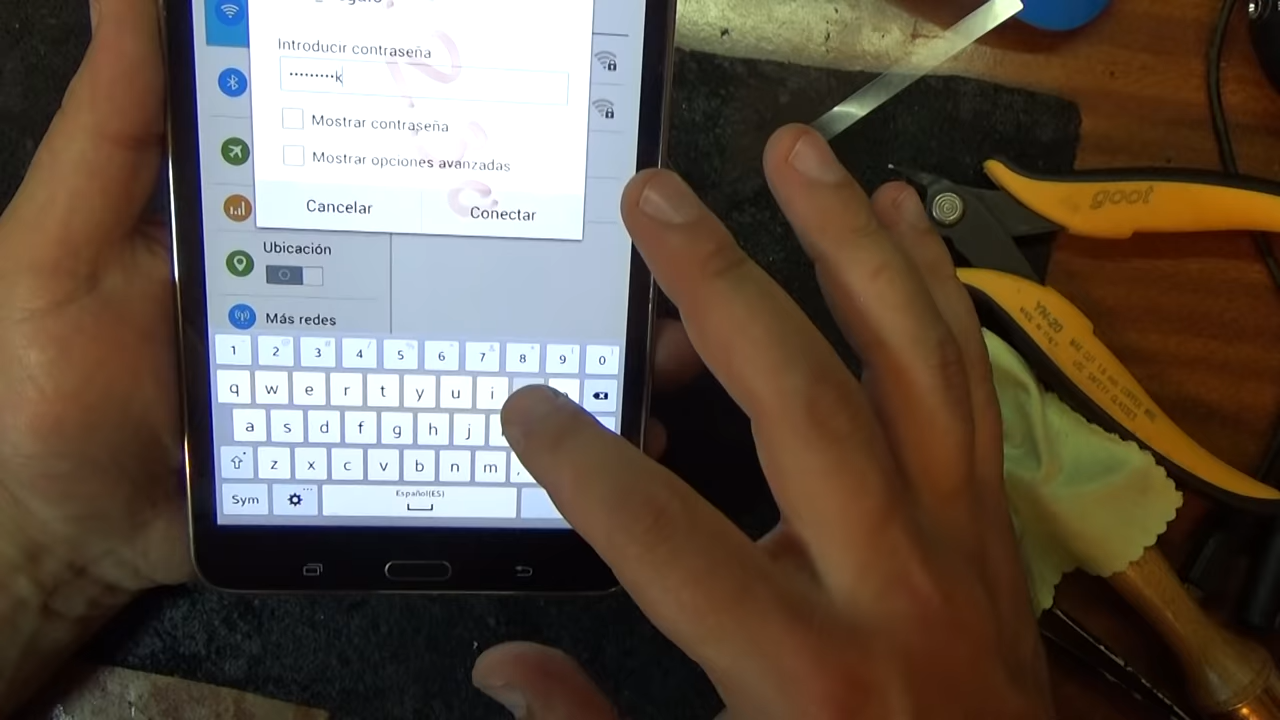 Introducir contraseña
•••••••••k
Mostrar contraseña
Mostrar opciones avanzadas
Cancelar
Conectar
Ubicación
Más redes
1 2 3 4 5 6 7 8 9 0
q w e r t y u i
a s d f g h j
z x c v b n m ,
Sym
Español(ES)
goot
YN-20